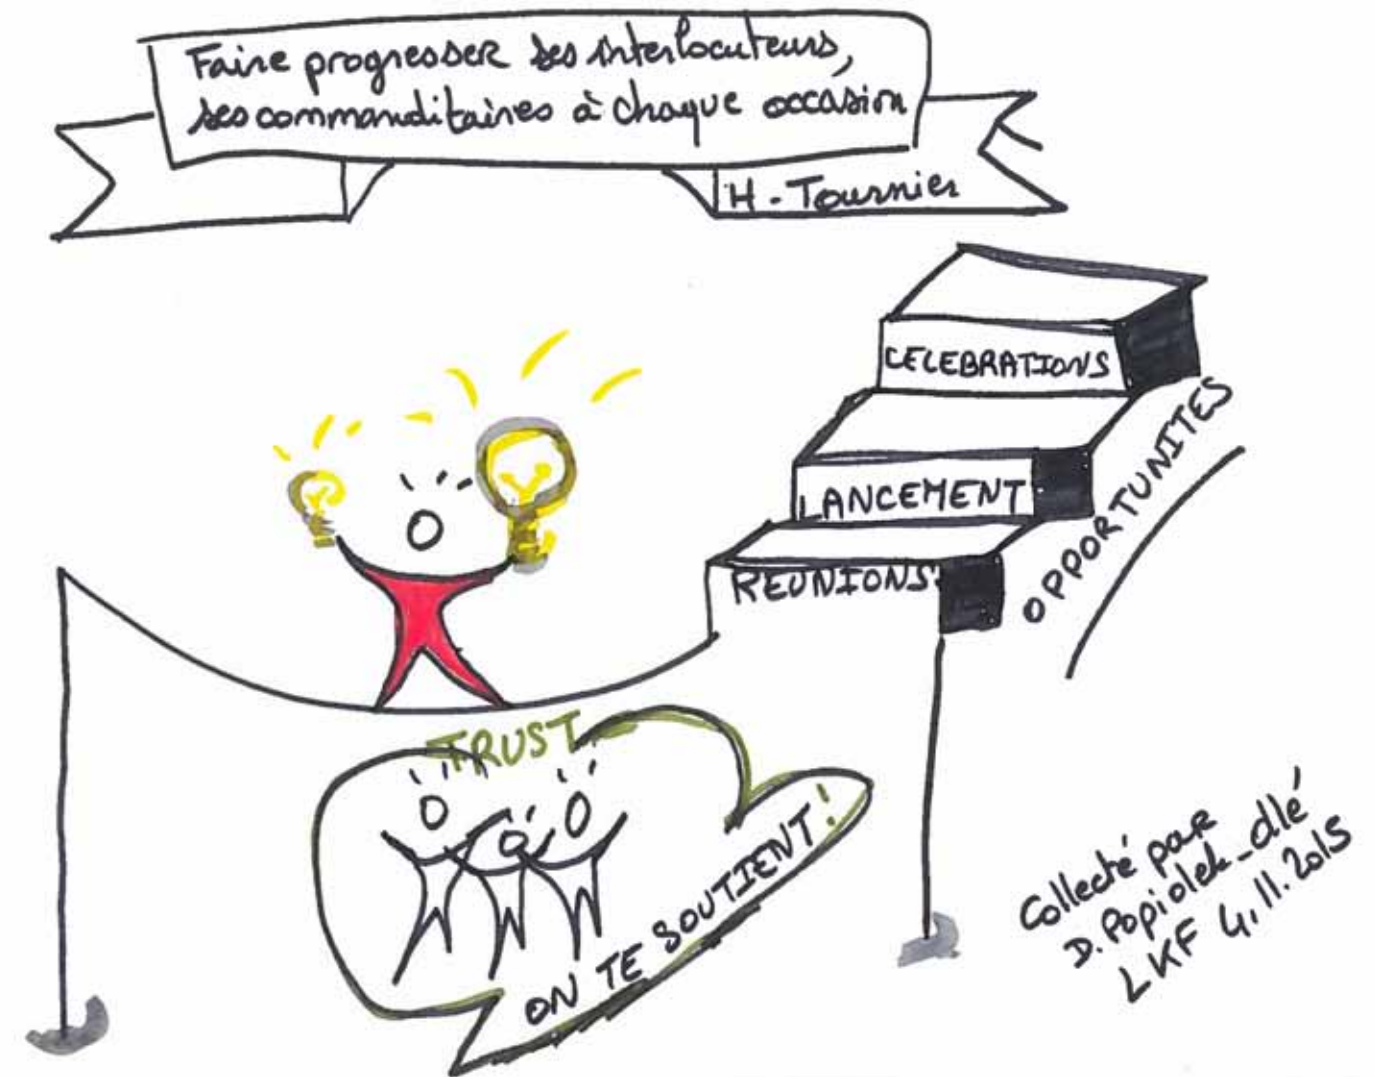 Faire progresser ses interlocuteurs,
ses commanditaires à chaque occasion
H - Tournier
CELEBRATIONS
LANCEMENT
REUNIONS
OPPORTUNITES
TRUST
ON TE SOUTIENT !
Collecté par
D. Popiolek_dlé
LKF 4.11.2015